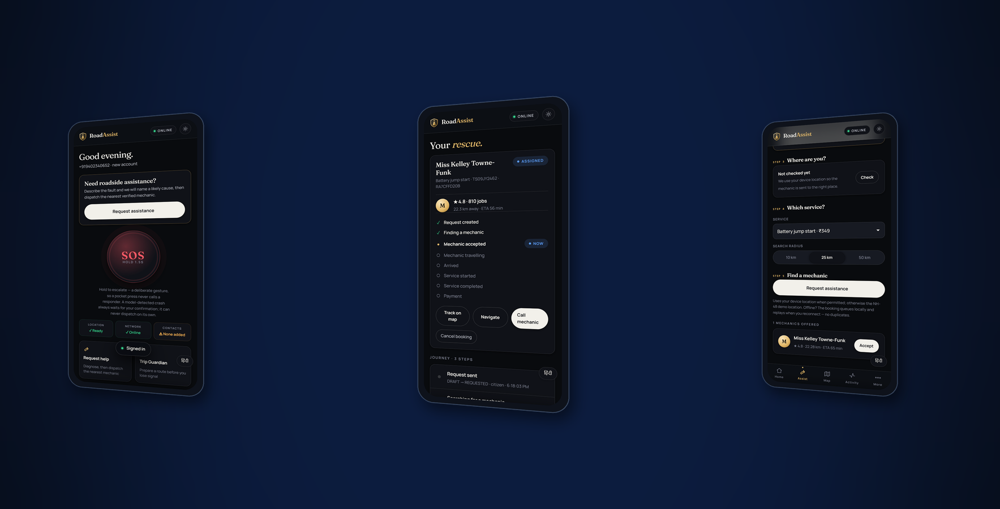 RoadAssist
ONLINE
Good evening.
+919402340652 · new account
Need roadside assistance?
Describe the fault and we will name a likely cause, then
dispatch the nearest verified mechanic.
Request assistance
SOS
HOLD 1.5S
Hold to escalate — a deliberate gesture,
so a pocket press never calls a
responder. A model-detected crash
always waits for your confirmation; it can
never dispatch on its own.
LOCATION
✓ Ready
NETWORK
✓ Online
CONTACTS
⚠ None added
Signed in
Request help
Diagnose, then dispatch
the nearest mechanic
Trip Guardian
Prepare a route before you
lose signal
हिंदी
RoadAssist
ONLINE
Your rescue.
Miss Kelley Towne-
Funk
ASSIGNED
Battery jump start · TS09JY2462 ·
RA7CFFD20B
M
★ 4.8 · 810 jobs
22.3 km away · ETA 56 min
✓ Request created
✓ Finding a mechanic
Mechanic accepted
NOW
Mechanic travelling
Arrived
Service started
Service completed
Payment
Track on
map
Navigate
Call
mechanic
Cancel booking
JOURNEY · 3 STEPS
Request sent
DRAFT → REQUESTED · citizen · 6:18:03 PM
हिंदी
Searching for a mechanic
RoadAssist
ONLINE
STEP 3 Where are you?
Not checked yet
We use your device location so the
mechanic is sent to the right place.
Check
STEP 4 Which service?
SERVICE
Battery jump start · ₹349
SEARCH RADIUS
10 km
25 km
50 km
STEP 5 Find a mechanic
Request assistance
Uses your device location when permitted; otherwise the NH-
48 demo location. Offline? The booking queues locally and
replays when you reconnect — no duplicates.
1 MECHANICS OFFERED
M
Miss Kelley Towne-Funk
★ 4.8 · 22.28 km · ETA 65 min
Accept
हिंदी
Home
Assist
Map
Activity
More